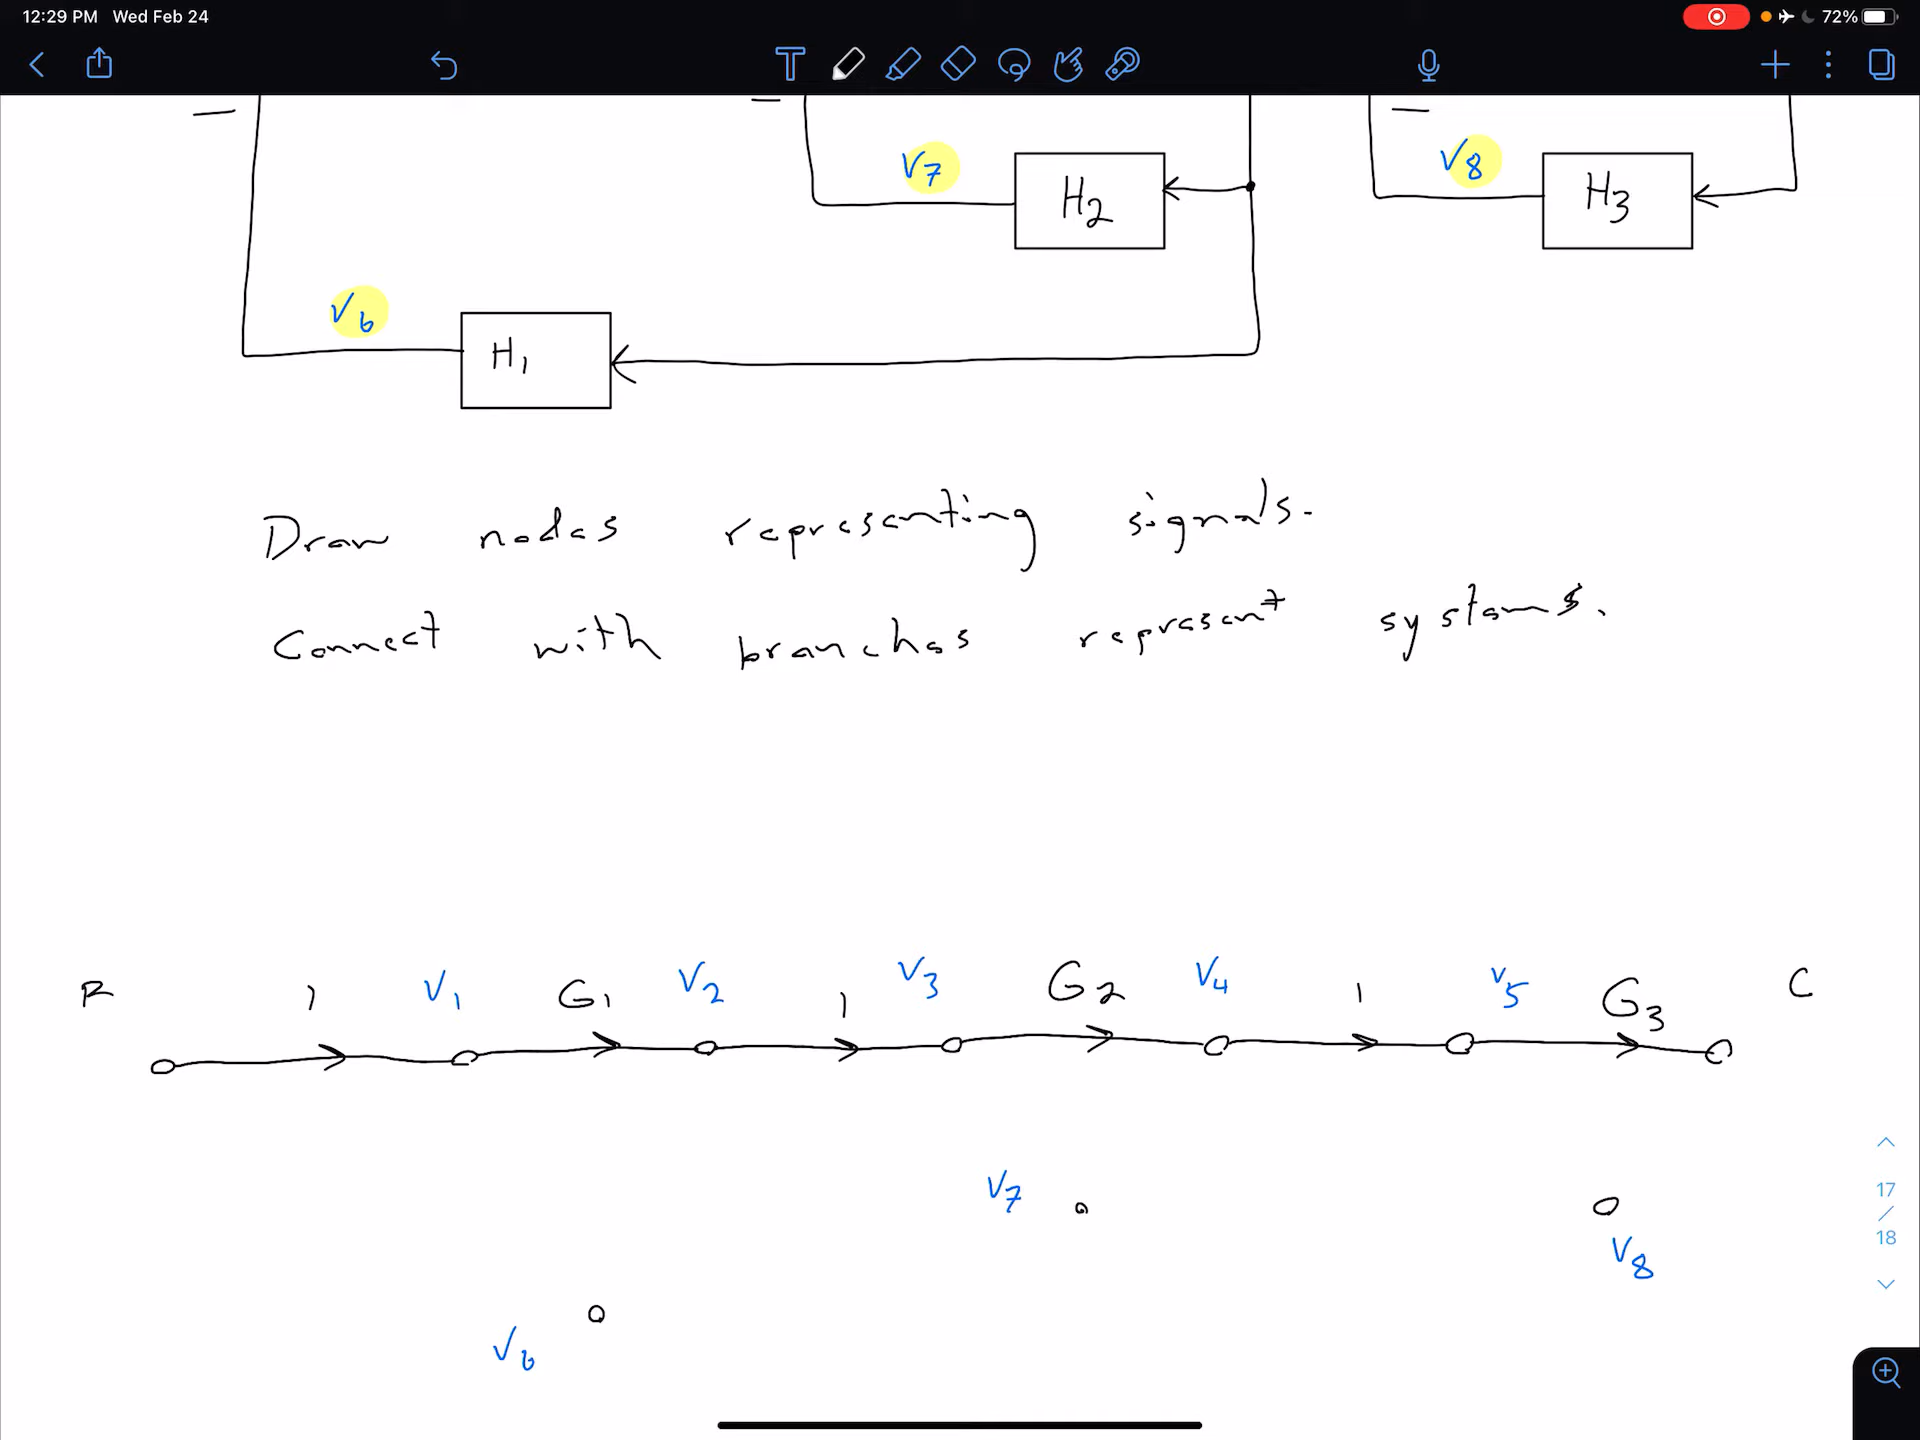 12:29 PM Wed Feb 24
72%
V7 H2 V8 H3
V6 H1
Draw nodes representing signals.
Connect with branches represent systems.
R 1 V1 G1 V2 1 V3 G2 V4 1 V5 G3 C
V7
V8
V6
17
/
18